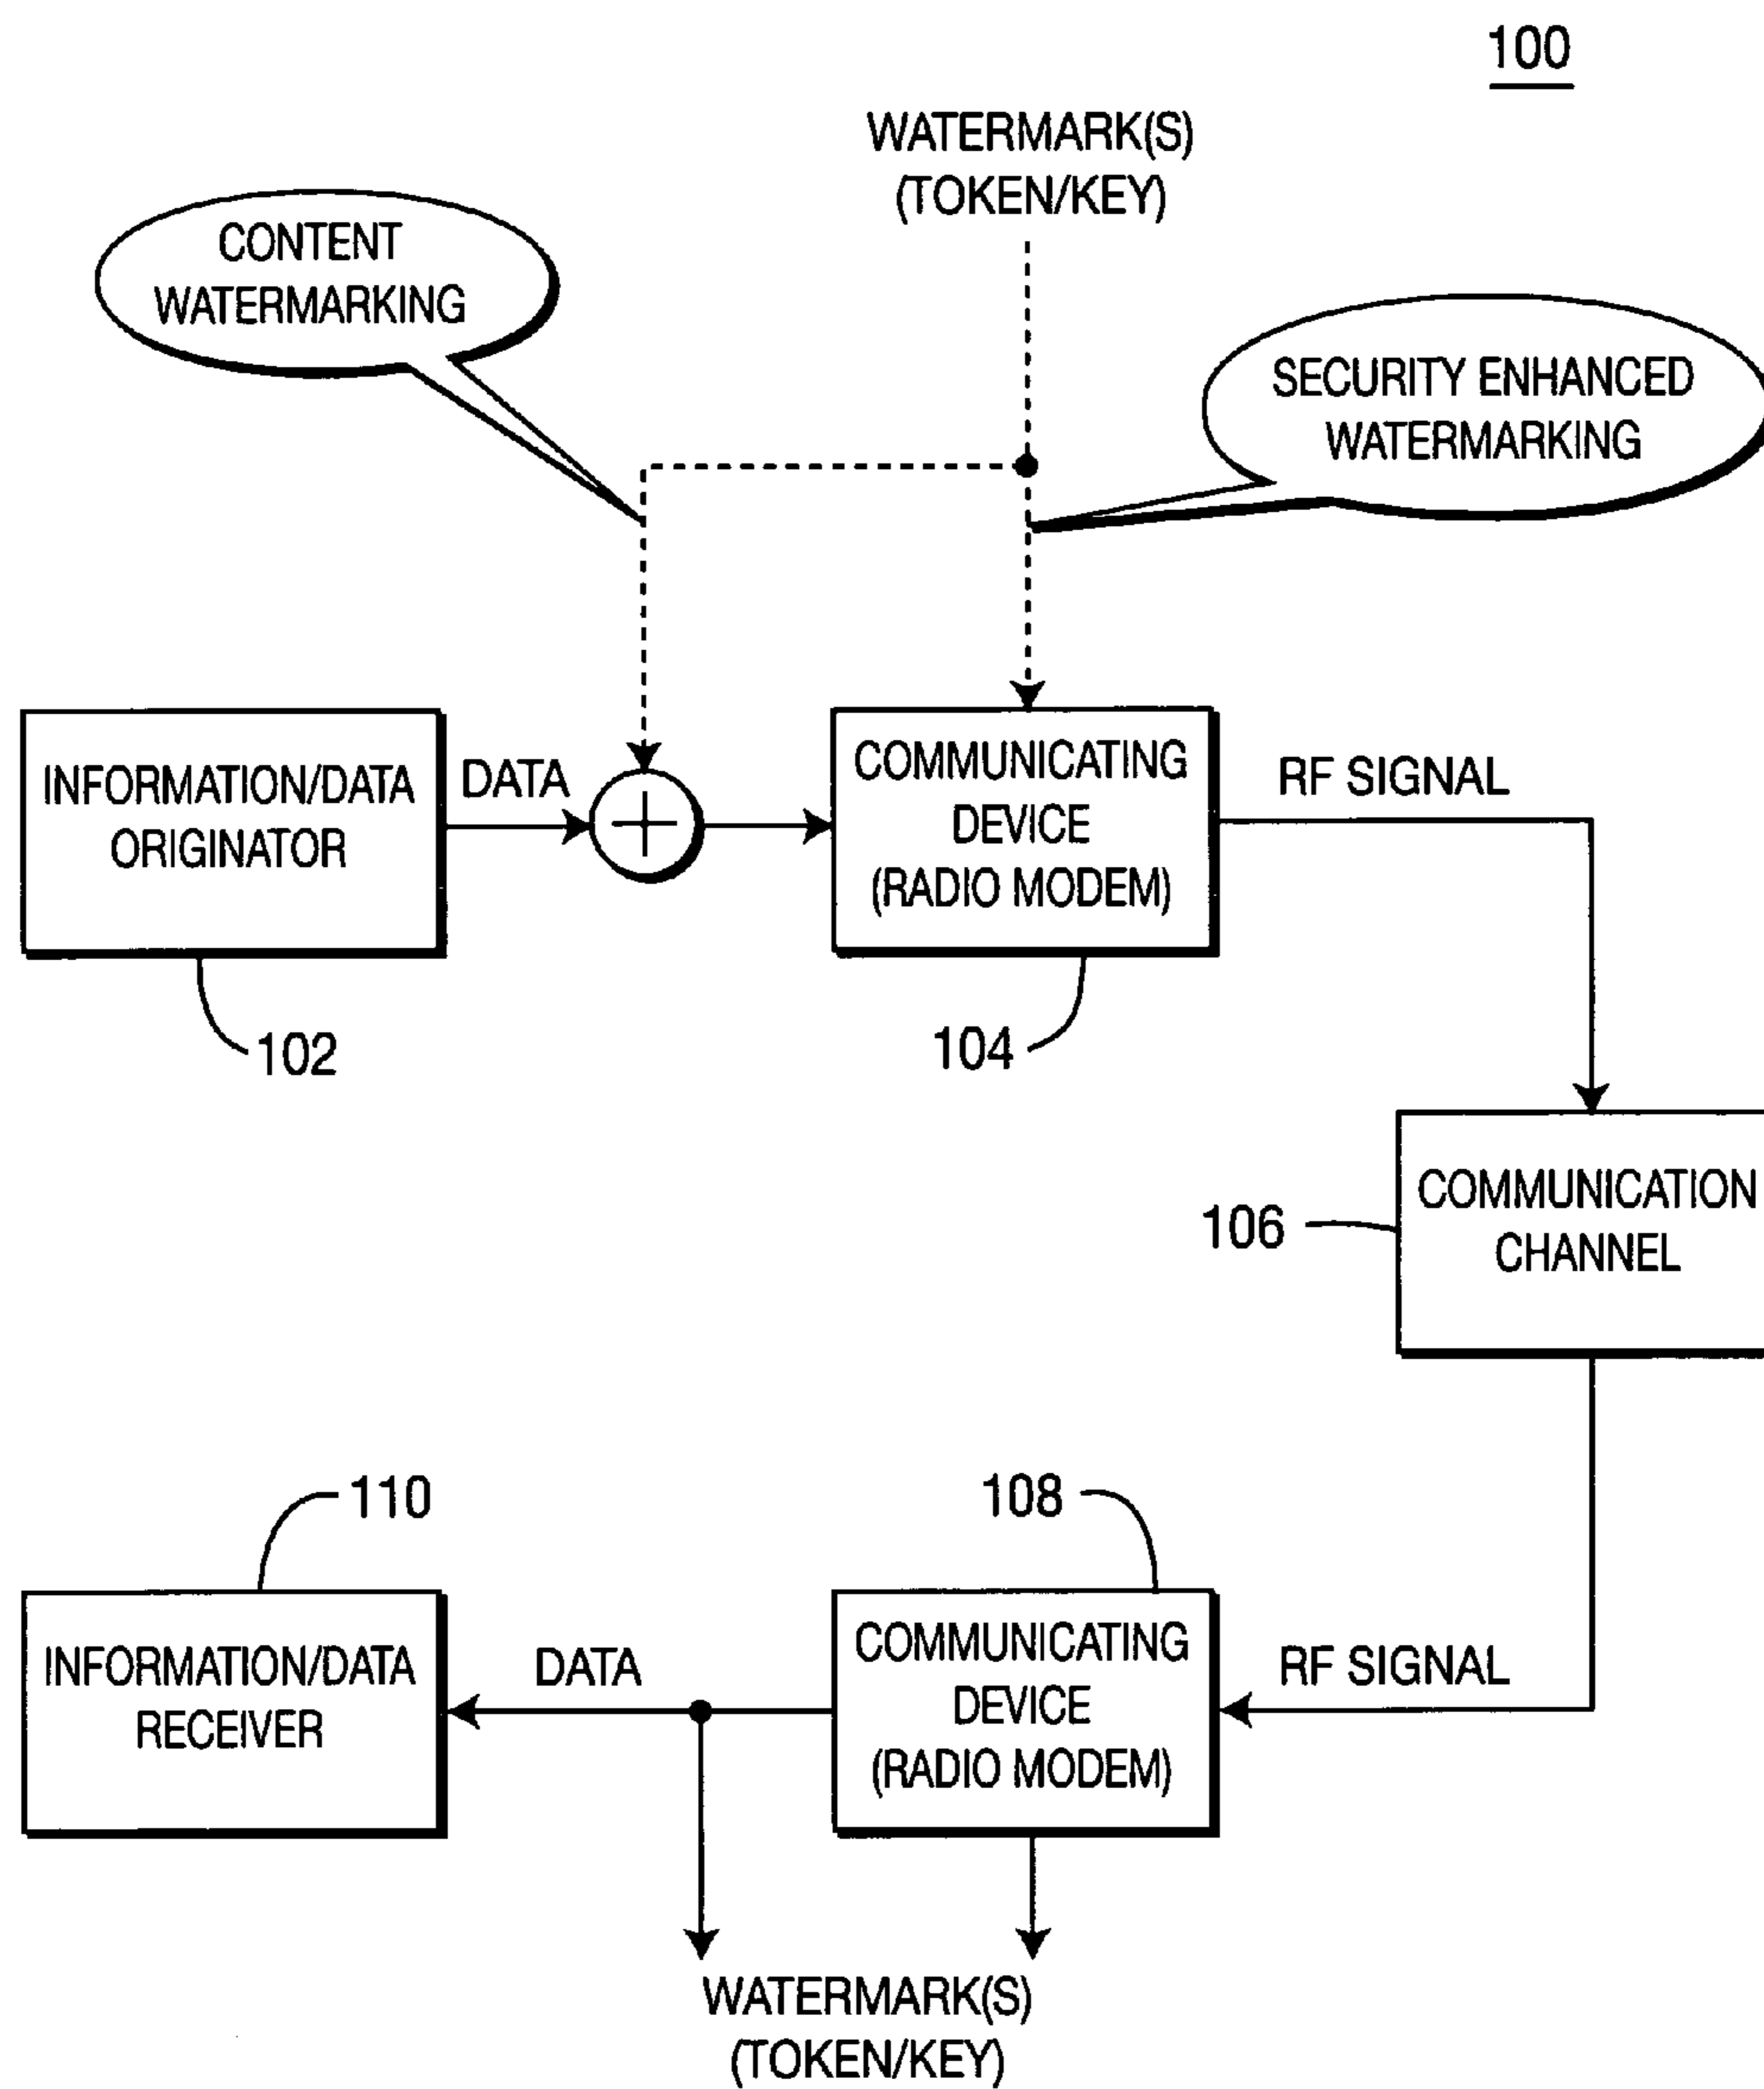 100
WATERMARK(S)
(TOKEN/KEY)
CONTENT
WATERMARKING
SECURITY ENHANCED
WATERMARKING
INFORMATION/DATA
ORIGINATOR
DATA
COMMUNICATING
DEVICE
(RADIO MODEM)
RF SIGNAL
102
104
106
COMMUNICATION
CHANNEL
110
108
INFORMATION/DATA
RECEIVER
DATA
COMMUNICATING
DEVICE
(RADIO MODEM)
RF SIGNAL
WATERMARK(S)
(TOKEN/KEY)